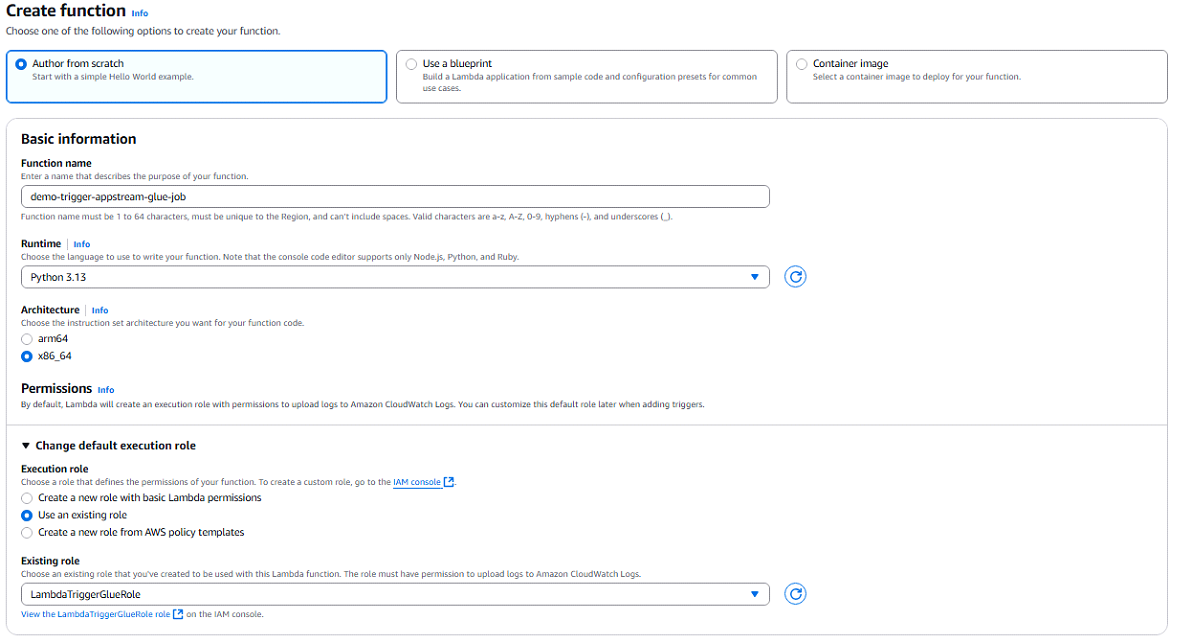 Create function Info
Choose one of the following options to create your function.
Author from scratch
Start with a simple Hello World example.
Use a blueprint
Build a Lambda application from sample code and configuration presets for common
use cases.
Container image
Select a container image to deploy for your function.
Basic information
Function name
Enter a name that describes the purpose of your function.
demo-trigger-appstream-glue-job
Function name must be 1 to 64 characters, must be unique to the Region, and can't include spaces. Valid characters are a-z, A-Z, 0-9, hyphens (-), and underscores (_).
Runtime Info
Choose the language to use to write your function. Note that the console code editor supports only Node.js, Python, and Ruby.
Python 3.13
Architecture Info
Choose the instruction set architecture you want for your function code.
arm64
x86_64
Permissions Info
By default, Lambda will create an execution role with permissions to upload logs to Amazon CloudWatch Logs. You can customize this default role later when adding triggers.
Change default execution role
Execution role
Choose a role that defines the permissions of your function. To create a custom role, go to the IAM console.
Create a new role with basic Lambda permissions
Use an existing role
Create a new role from AWS policy templates
Existing role
Choose an existing role that you've created to be used with this Lambda function. The role must have permission to upload logs to Amazon CloudWatch Logs.
LambdaTriggerGlueRole
View the LambdaTriggerGlueRole role on the IAM console.